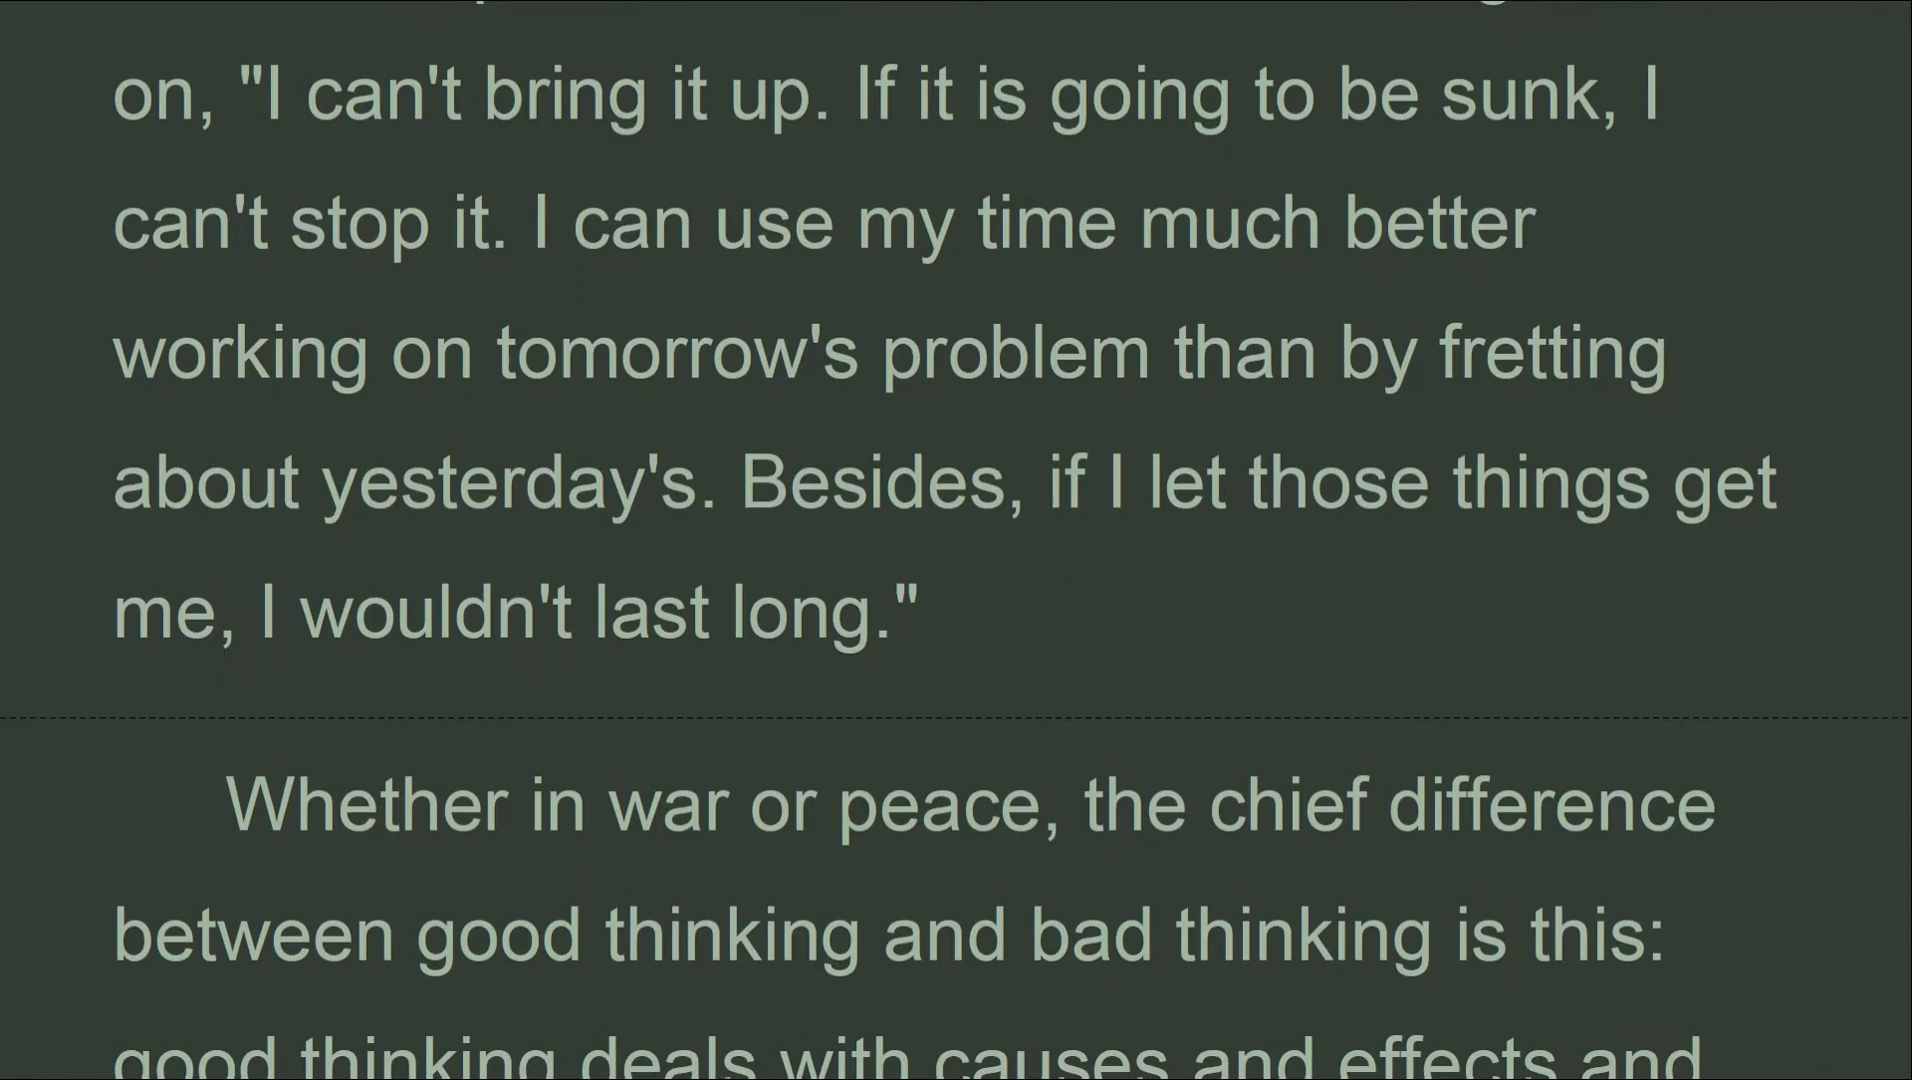 on, "I can't bring it up. If it is going to be sunk, I
can't stop it. I can use my time much better
working on tomorrow's problem than by fretting
about yesterday's. Besides, if I let those things get
me, I wouldn't last long."
Whether in war or peace, the chief difference
between good thinking and bad thinking is this:
good thinking deals with causes and effects and